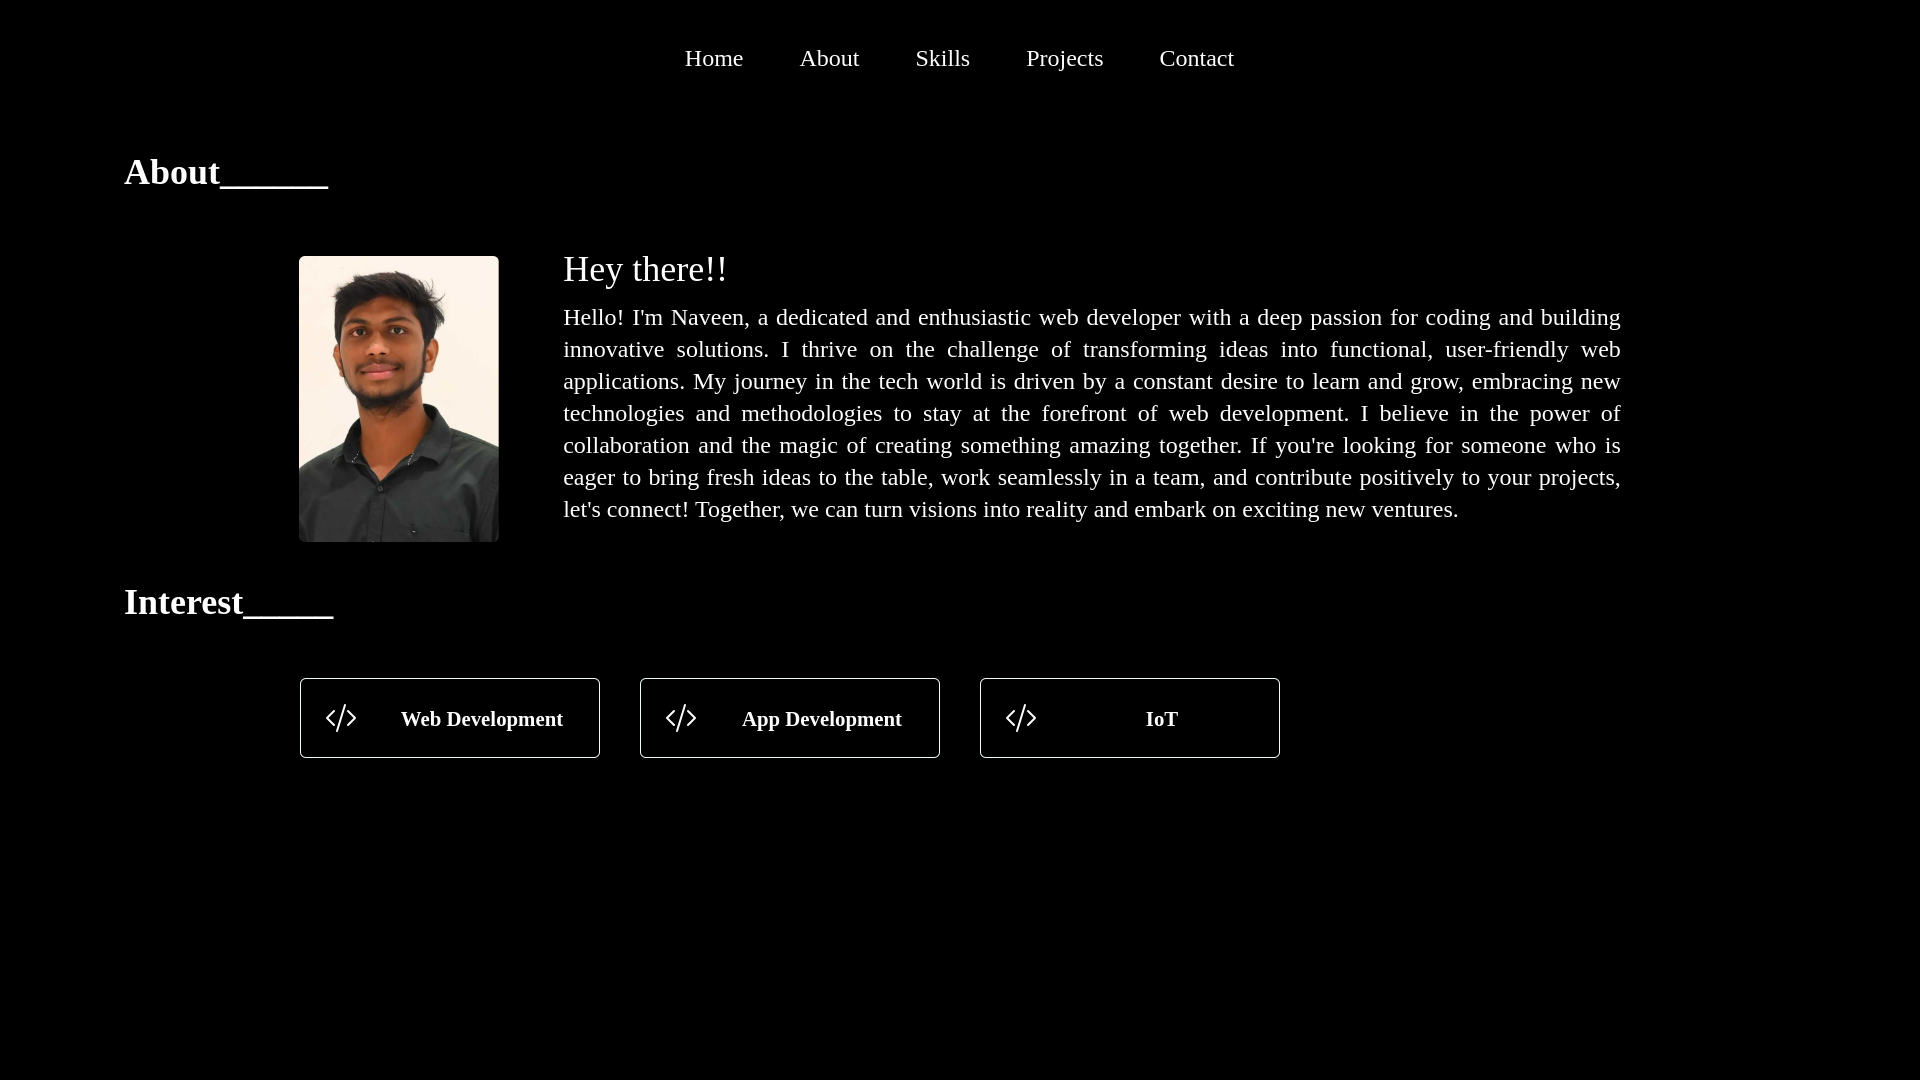 Home About Skills Projects Contact
About______
Hey there!!
Hello! I'm Naveen, a dedicated and enthusiastic web developer with a deep passion for coding and building
innovative solutions. I thrive on the challenge of transforming ideas into functional, user-friendly web
applications. My journey in the tech world is driven by a constant desire to learn and grow, embracing new
technologies and methodologies to stay at the forefront of web development. I believe in the power of
collaboration and the magic of creating something amazing together. If you're looking for someone who is
eager to bring fresh ideas to the table, work seamlessly in a team, and contribute positively to your projects,
let's connect! Together, we can turn visions into reality and embark on exciting new ventures.
Interest_____
Web Development
App Development
IoT